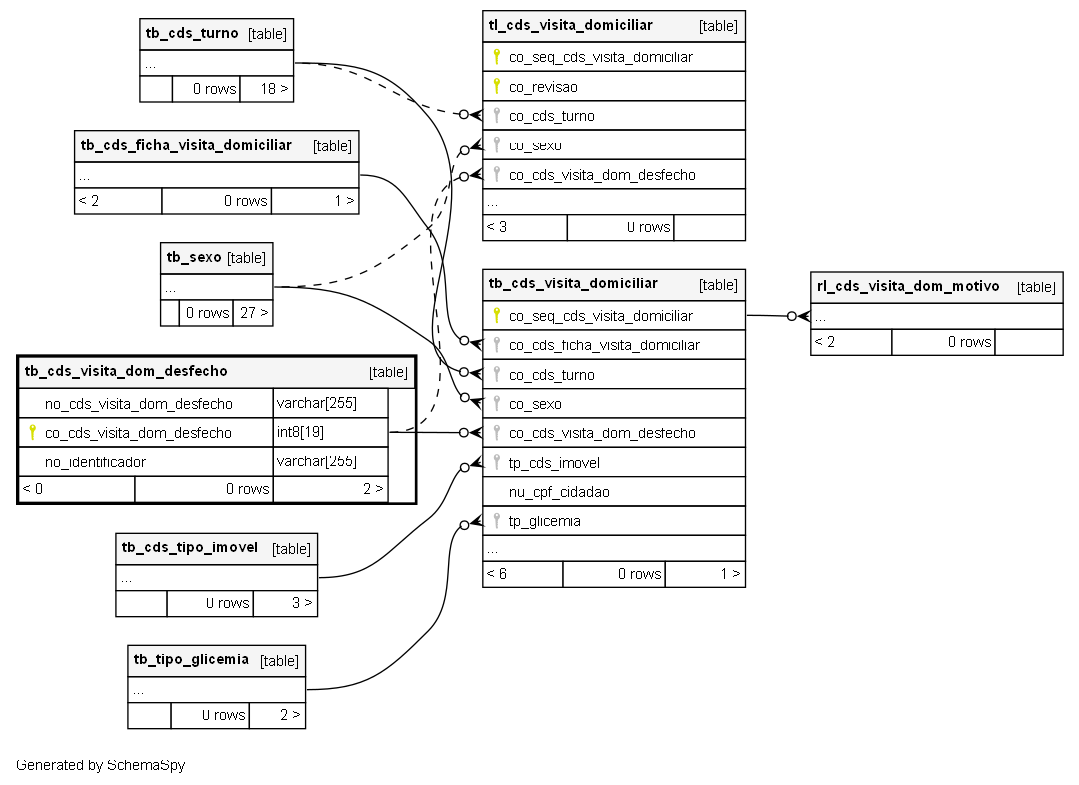 tb_cds_turno [table]
...
0 rows 18 >
tb_cds_ficha_visita_domiciliar [table]
...
< 2 0 rows 1 >
tb_sexo [table]
...
0 rows 27 >
tb_cds_visita_dom_desfecho [table]
no_cds_visita_dom_desfecho varchar[255]
co_cds_visita_dom_desfecho int8[19]
no_identificador varchar[255]
< 0 0 rows 2 >
tb_cds_tipo_imovel [table]
...
0 rows 3 >
tb_tipo_glicemia [table]
...
0 rows 2 >
tl_cds_visita_domiciliar [table]
co_seq_cds_visita_domiciliar
co_revisao
co_cds_turno
co_sexo
co_cds_visita_dom_desfecho
...
< 3 0 rows
tb_cds_visita_domiciliar [table]
co_seq_cds_visita_domiciliar
co_cds_ficha_visita_domiciliar
co_cds_turno
co_sexo
co_cds_visita_dom_desfecho
tp_cds_imovel
nu_cpf_cidadao
tp_glicemia
...
< 6 0 rows 1 >
rl_cds_visita_dom_motivo [table]
...
< 2 0 rows
Generated by SchemaSpy